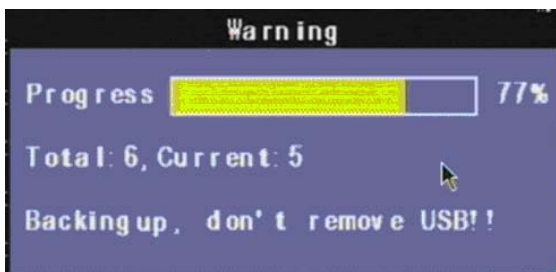 Warning
Progress 77%
Total: 6, Current: 5
Backing up, don't remove USB!!